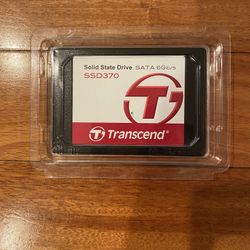 Solid State Drive SATA 6Gb/s
SSD370
T
Transcend